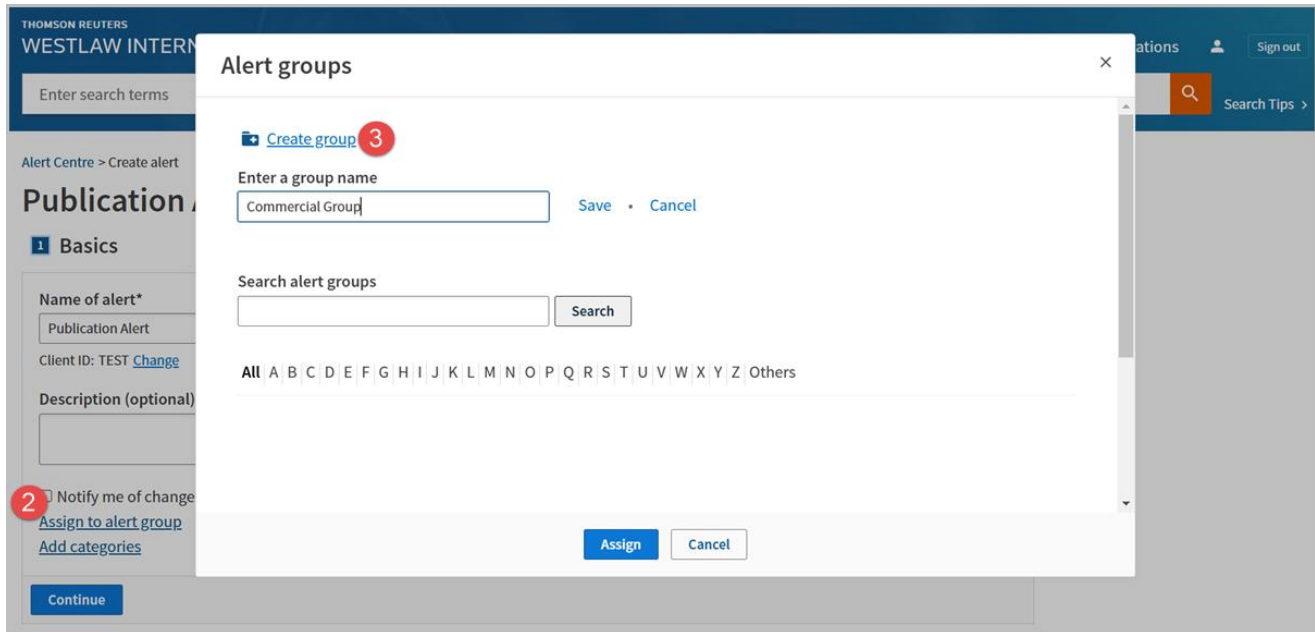 THOMSON REUTERS
WESTLAW INTERN
ations
Sign out
Enter search terms
Search Tips >
Alert Centre > Create alert
Publication
1 Basics
Name of alert*
Publication Alert
Client ID: TEST Change
Description (optional)
Notify me of change
2
Assign to alert group
Add categories
Continue
Alert groups
×
Create group 3
Enter a group name
Commercial Group
Save • Cancel
Search alert groups
Search
All A B C D E F G H I J K L M N O P Q R S T U V W X Y Z Others
Assign Cancel